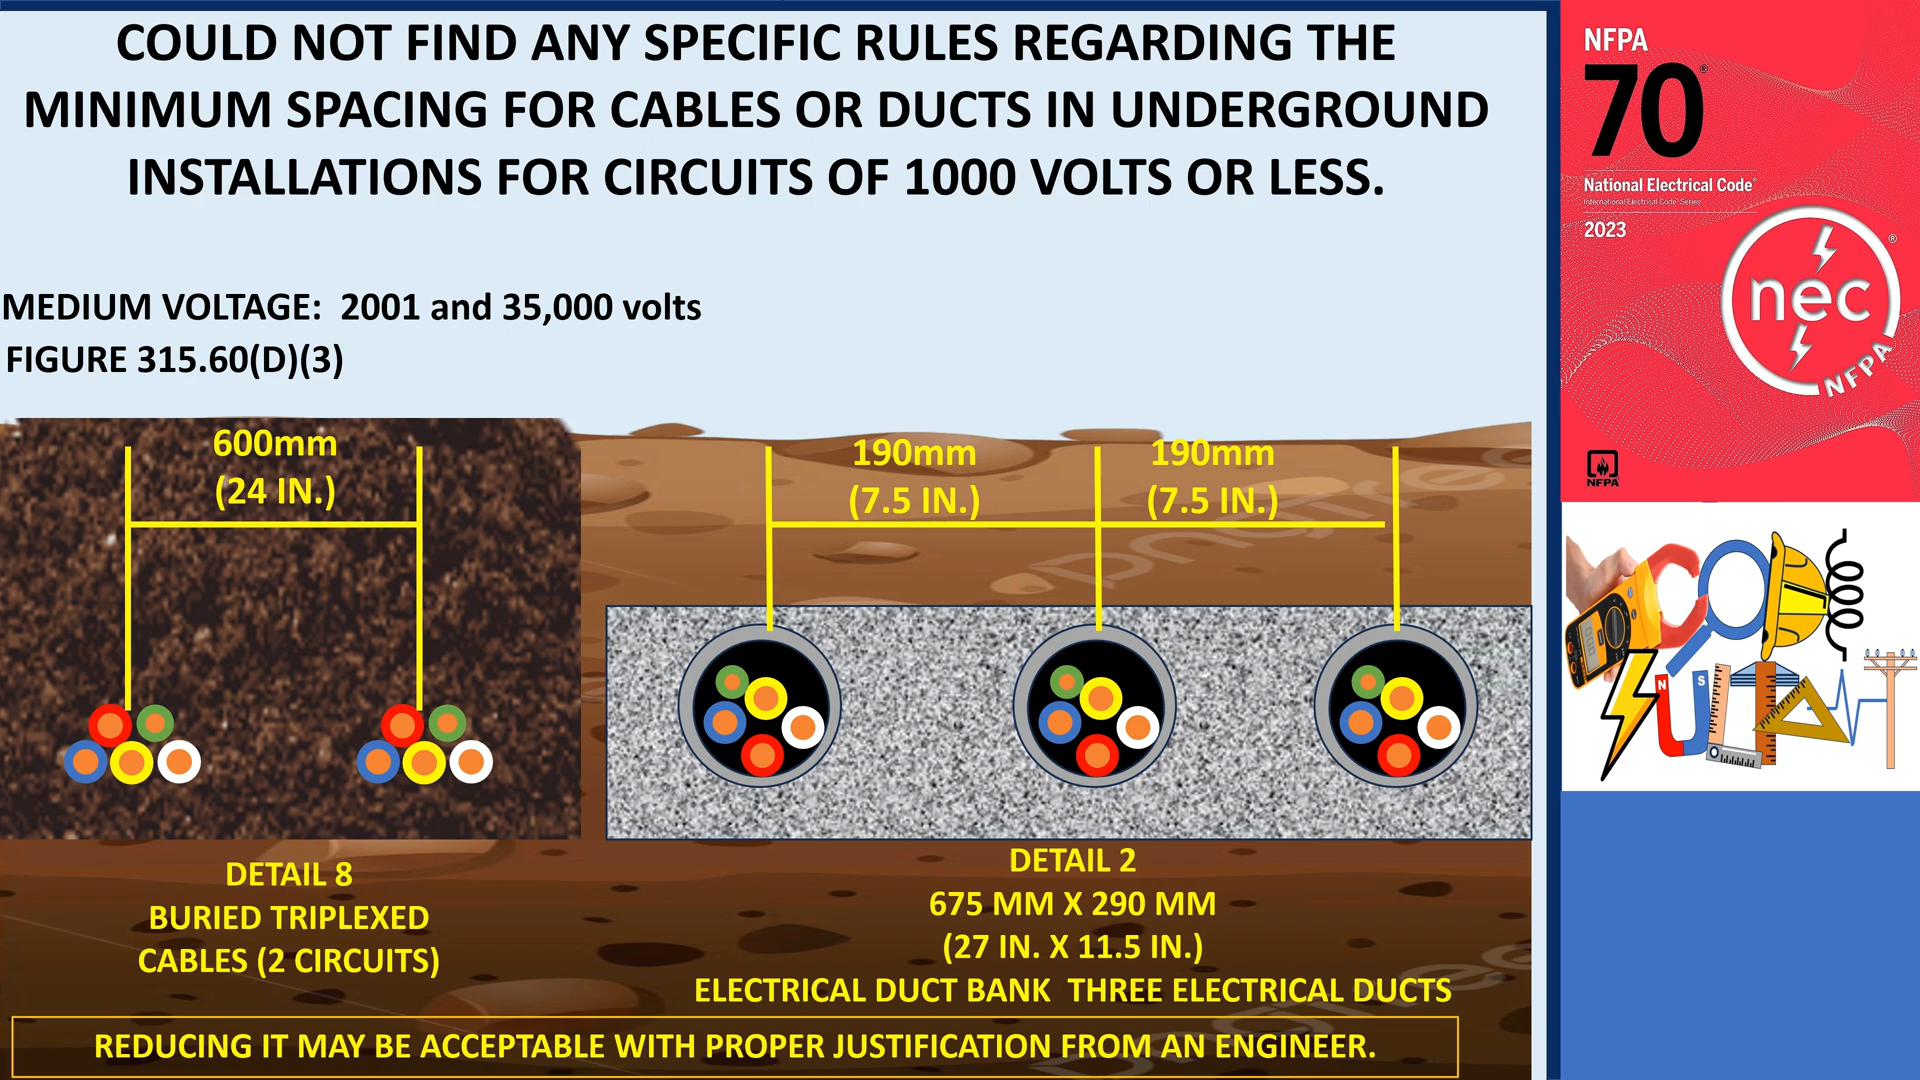 COULD NOT FIND ANY SPECIFIC RULES REGARDING THE
MINIMUM SPACING FOR CABLES OR DUCTS IN UNDERGROUND
INSTALLATIONS FOR CIRCUITS OF 1000 VOLTS OR LESS.
MEDIUM VOLTAGE: 2001 and 35,000 volts
FIGURE 315.60(D)(3)
600mm
(24 IN.)
190mm
(7.5 IN.)
190mm
(7.5 IN.)
DETAIL 8
BURIED TRIPLEXED
CABLES (2 CIRCUITS)
DETAIL 2
675 MM X 290 MM
(27 IN. X 11.5 IN.)
ELECTRICAL DUCT BANK THREE ELECTRICAL DUCTS
REDUCING IT MAY BE ACCEPTABLE WITH PROPER JUSTIFICATION FROM AN ENGINEER.
NFPA
70®
National Electrical Code®
International Electrical Code® Series
2023
nec®
NFPA
NFPA
N S